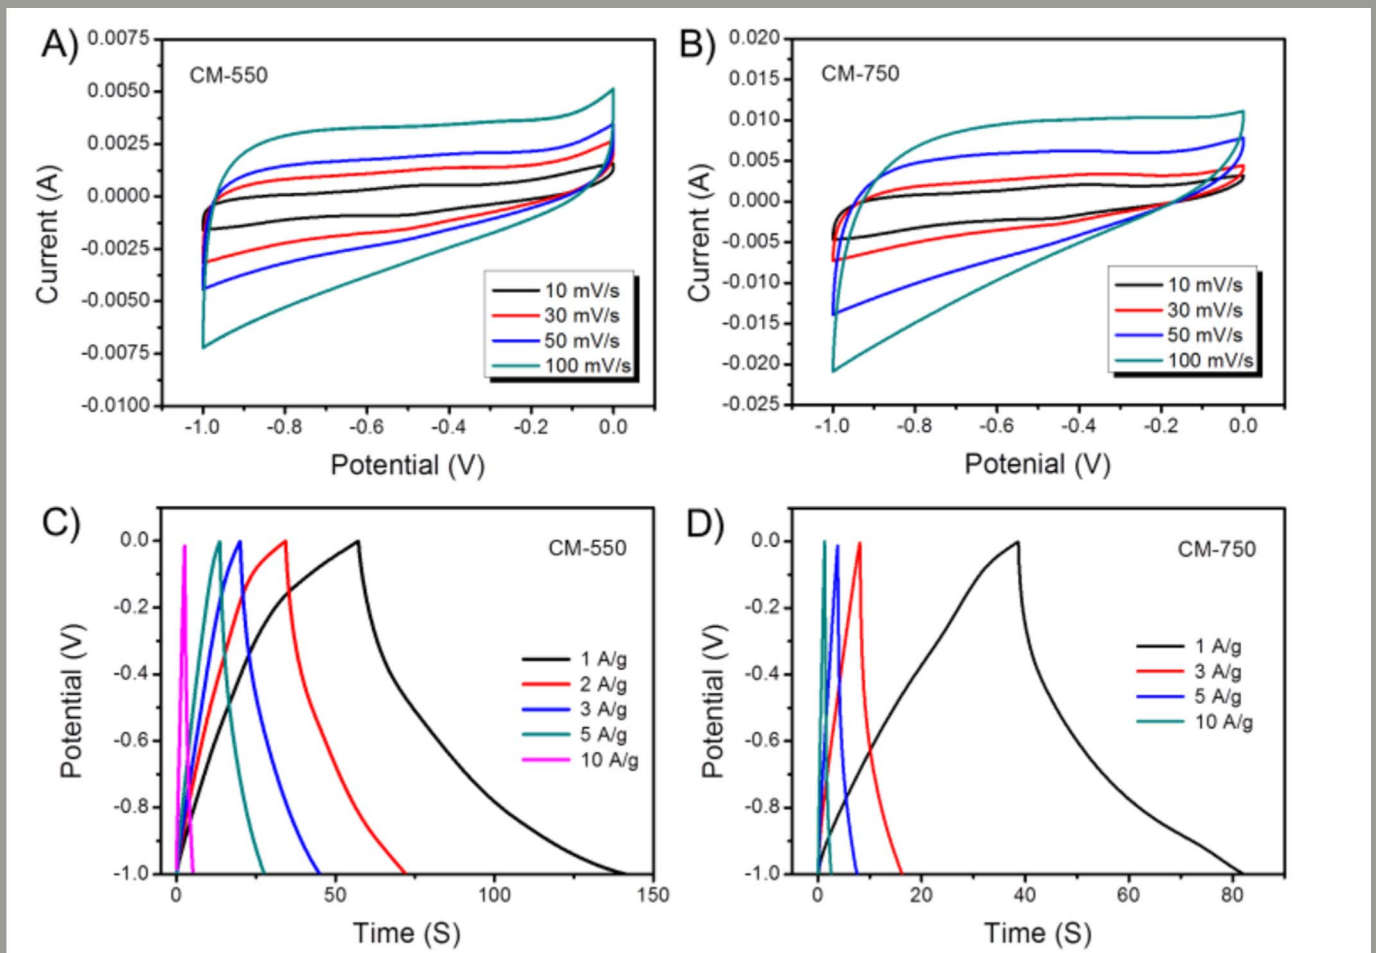 A)
CM-550
0.0075
0.0050
0.0025
0.0000
-0.0025
-0.0050
-0.0075
-0.0100
Current (A)
10 mV/s
30 mV/s
50 mV/s
100 mV/s
-1.0 -0.8 -0.6 -0.4 -0.2 0.0
Potential (V)
B)
CM-750
0.020
0.015
0.010
0.005
0.000
-0.005
-0.010
-0.015
-0.020
-0.025
Current (A)
10 mV/s
30 mV/s
50 mV/s
100 mV/s
-1.0 -0.8 -0.6 -0.4 -0.2 0.0
Potenial (V)
C)
CM-550
0.0
-0.2
-0.4
-0.6
-0.8
-1.0
Potential (V)
1 A/g
2 A/g
3 A/g
5 A/g
10 A/g
0 50 100 150
Time (S)
D)
CM-750
0.0
-0.2
-0.4
-0.6
-0.8
-1.0
Potential (V)
1 A/g
3 A/g
5 A/g
10 A/g
0 20 40 60 80
Time (S)